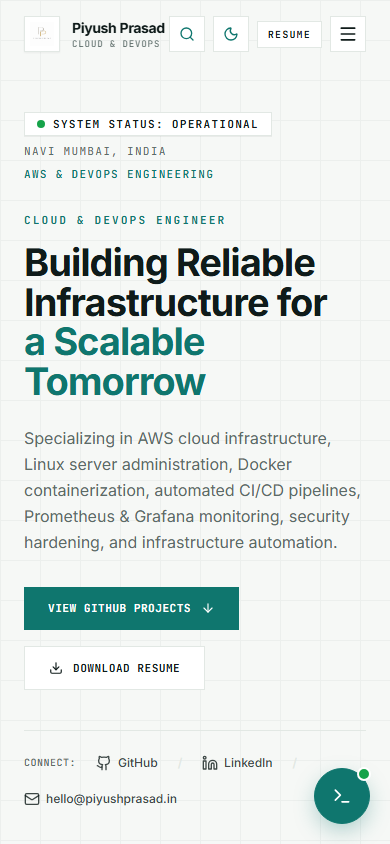 Piyush Prasad
CLOUD & DEVOPS
RESUME
SYSTEM STATUS: OPERATIONAL
NAVI MUMBAI, INDIA
AWS & DEVOPS ENGINEERING
CLOUD & DEVOPS ENGINEER
Building Reliable
Infrastructure for
a Scalable
Tomorrow
Specializing in AWS cloud infrastructure,
Linux server administration, Docker
containerization, automated CI/CD pipelines,
Prometheus & Grafana monitoring, security
hardening, and infrastructure automation.
VIEW GITHUB PROJECTS
DOWNLOAD RESUME
CONNECT: GitHub / LinkedIn /
hello@piyushprasad.in